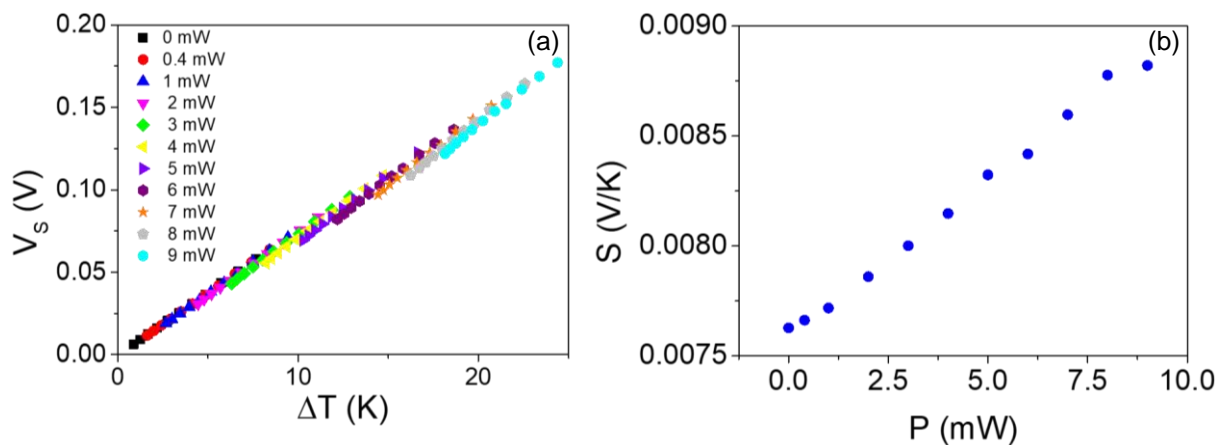 (a)
0.20
0.15
0.10
0.05
0.00
V_S (V)
0 mW
0.4 mW
1 mW
2 mW
3 mW
4 mW
5 mW
6 mW
7 mW
8 mW
9 mW
0 10 20
ΔT (K)
(b)
0.0090
0.0085
0.0080
0.0075
S (V/K)
0.0 2.5 5.0 7.5 10.0
P (mW)